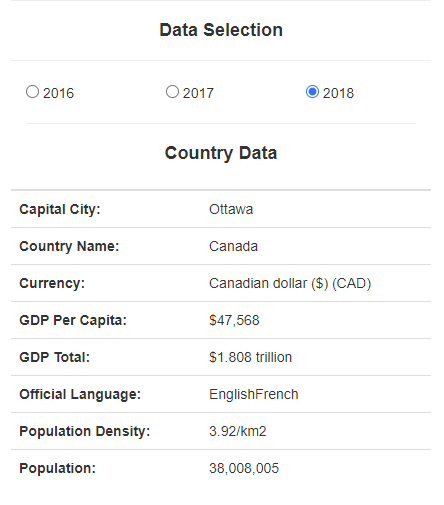 Data Selection
2016 2017 2018
Country Data
Capital City: Ottawa
Country Name: Canada
Currency: Canadian dollar ($) (CAD)
GDP Per Capita: $47,568
GDP Total: $1.808 trillion
Official Language: EnglishFrench
Population Density: 3.92/km2
Population: 38,008,005